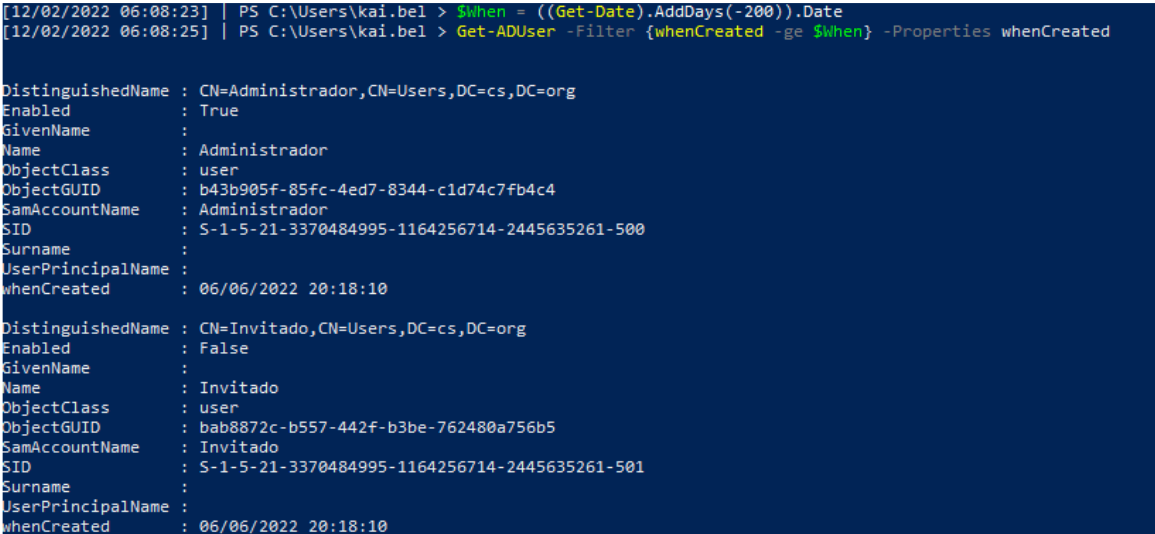 [12/02/2022 06:08:23] | PS C:\Users\kai.bel > $When = ((Get-Date).AddDays(-200)).Date
[12/02/2022 06:08:25] | PS C:\Users\kai.bel > Get-ADUser -Filter {whenCreated -ge $When} -Properties whenCreated
DistinguishedName : CN=Administrador,CN=Users,DC=cs,DC=org
Enabled : True
GivenName :
Name : Administrador
ObjectClass : user
ObjectGUID : b43b905f-85fc-4ed7-8344-c1d74c7fb4c4
SamAccountName : Administrador
SID : S-1-5-21-3370484995-1164256714-2445635261-500
Surname :
UserPrincipalName :
whenCreated : 06/06/2022 20:18:10
DistinguishedName : CN=Invitado,CN=Users,DC=cs,DC=org
Enabled : False
GivenName :
Name : Invitado
ObjectClass : user
ObjectGUID : bab8872c-b557-442f-b3be-762480a756b5
SamAccountName : Invitado
SID : S-1-5-21-3370484995-1164256714-2445635261-501
Surname :
UserPrincipalName :
whenCreated : 06/06/2022 20:18:10